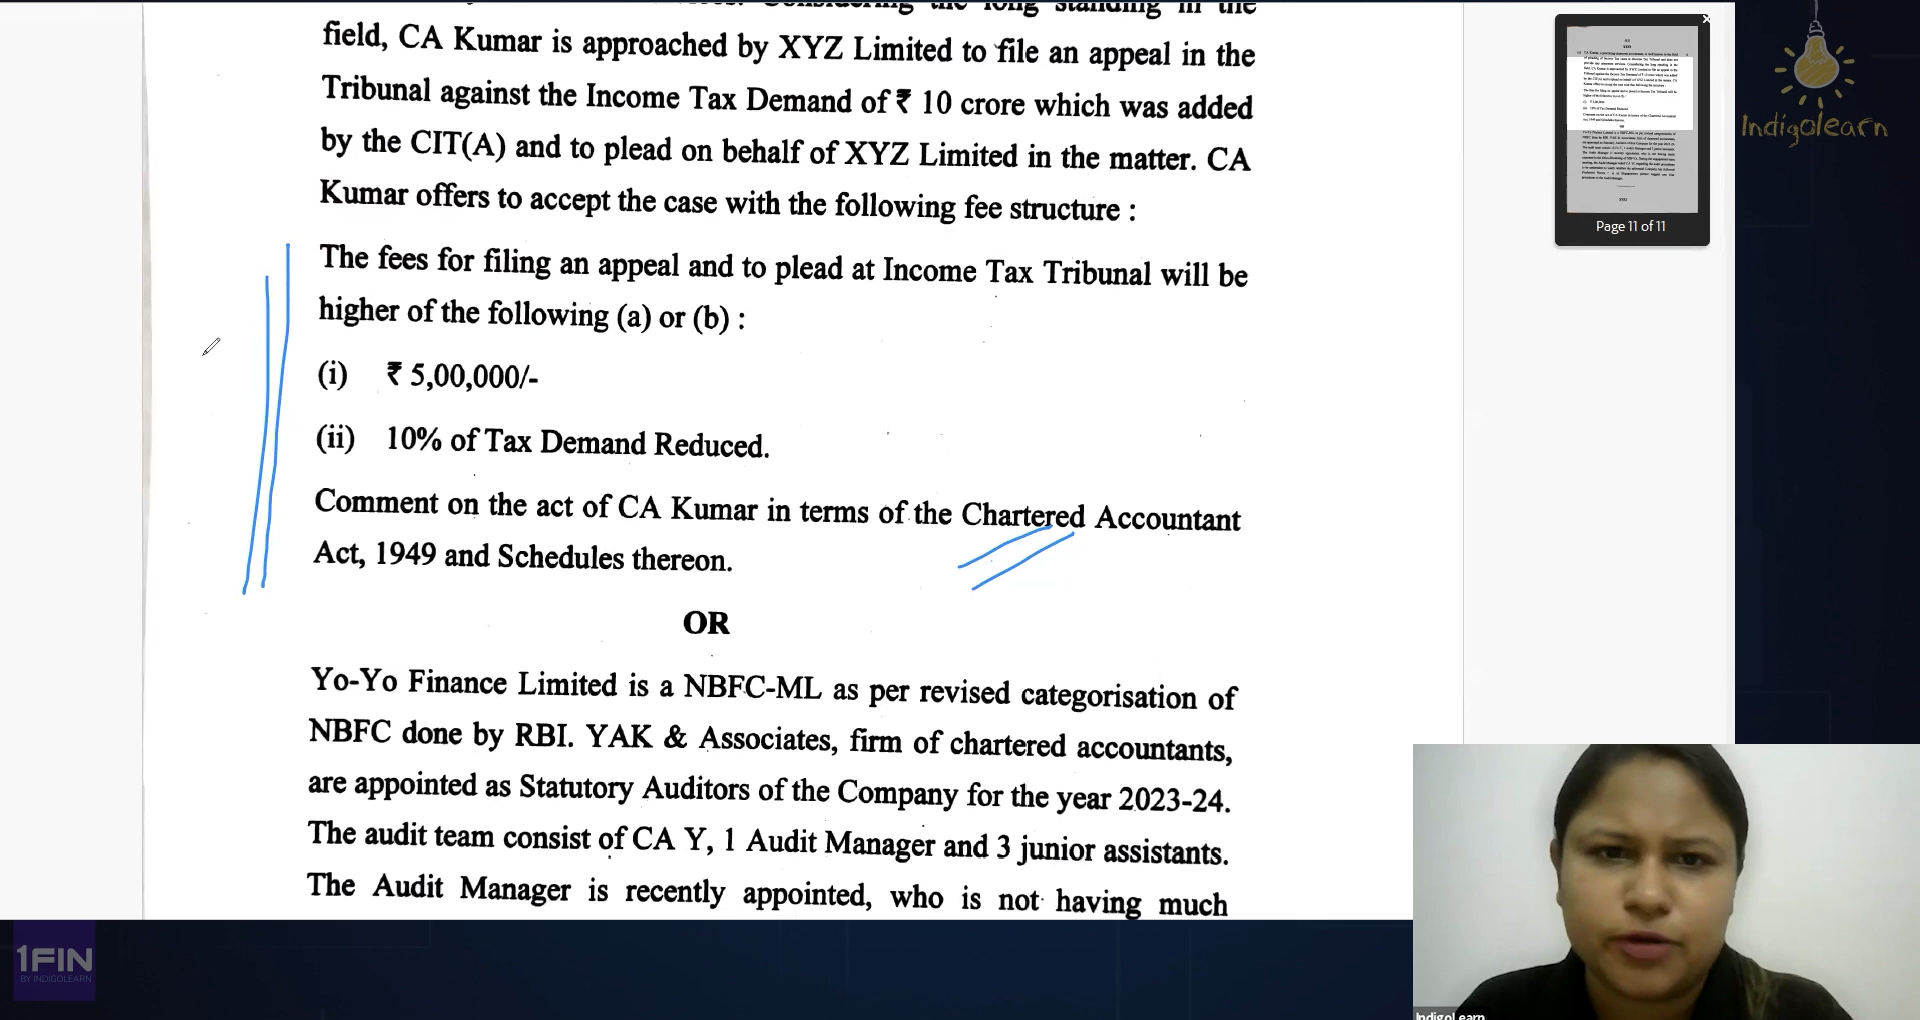 Considering the long standing in the
field, CA Kumar is approached by XYZ Limited to file an appeal in the
Tribunal against the Income Tax Demand of ₹ 10 crore which was added
by the CIT(A) and to plead on behalf of XYZ Limited in the matter. CA
Kumar offers to accept the case with the following fee structure :
The fees for filing an appeal and to plead at Income Tax Tribunal will be
higher of the following (a) or (b) :
(i) ₹ 5,00,000/-
(ii) 10% of Tax Demand Reduced.
Comment on the act of CA Kumar in terms of the Chartered Accountant
Act, 1949 and Schedules thereon.
OR
Yo-Yo Finance Limited is a NBFC-ML as per revised categorisation of
NBFC done by RBI. YAK & Associates, firm of chartered accountants,
are appointed as Statutory Auditors of the Company for the year 2023-24.
The audit team consist of CA Y, 1 Audit Manager and 3 junior assistants.
The Audit Manager is recently appointed, who is not having much
Page 11 of 11
Indigolearn
1FIN
BY INDIGOLEARN
IndigoLearn